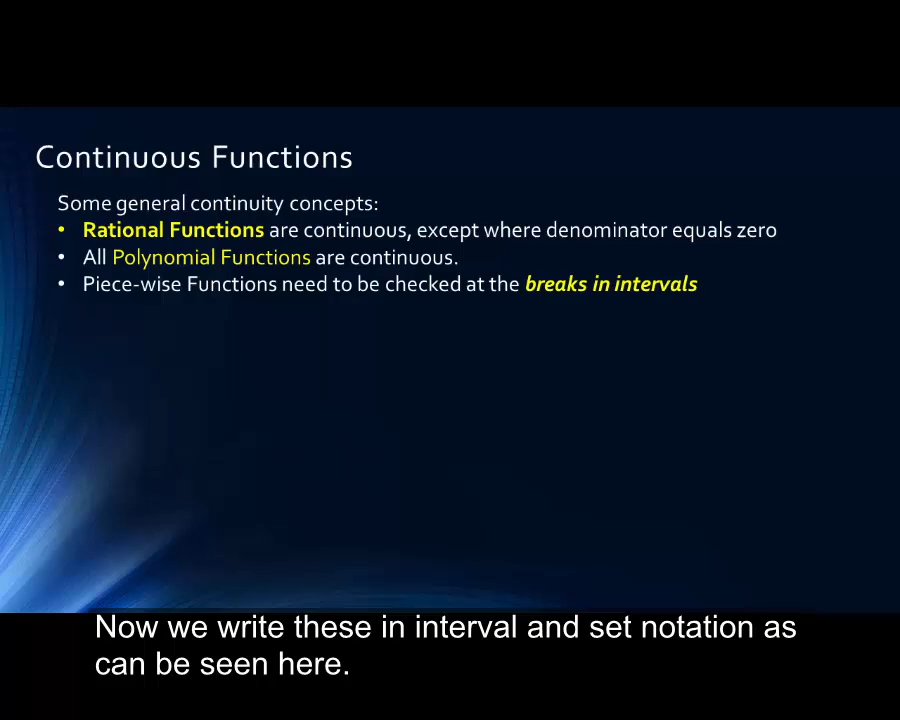 Continuous Functions
Some general continuity concepts:
• Rational Functions are continuous, except where denominator equals zero
• All Polynomial Functions are continuous.
• Piece-wise Functions need to be checked at the breaks in intervals
Now we write these in interval and set notation as
can be seen here.